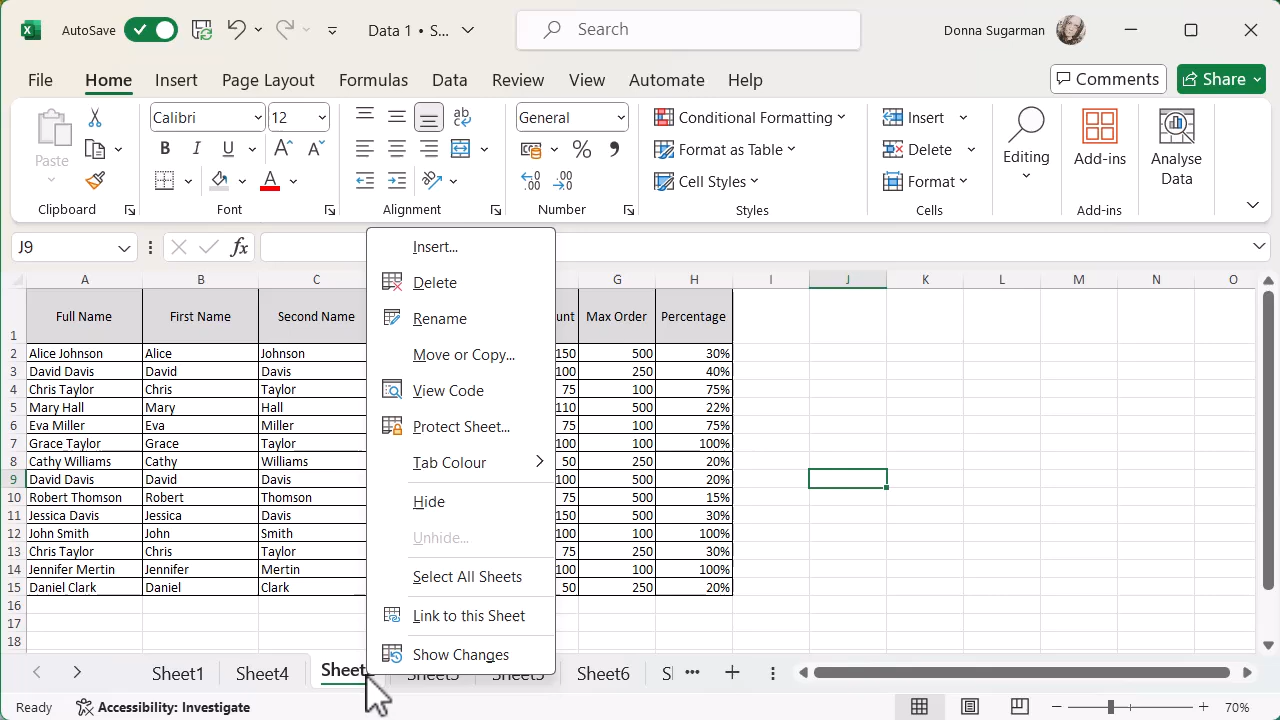 AutoSave
Data 1 • S...
Search
Donna Sugarman
File Home Insert Page Layout Formulas Data Review View Automate Help
Comments
Share
Paste
Calibri
12
B I U
A A
A
General
%
.00
Conditional Formatting
Format as Table
Cell Styles
Insert
Delete
Format
Editing
Add-ins
Analyse
Data
Clipboard
Font
Alignment
Number
Styles
Cells
Add-ins
J9
fx
A B C G H I J K L M N O
1 Full Name First Name Second Name Max Order Percentage
2 Alice Johnson Alice Johnson 150 500 30%
3 David Davis David Davis 100 250 40%
4 Chris Taylor Chris Taylor 75 100 75%
5 Mary Hall Mary Hall 110 500 22%
6 Eva Miller Eva Miller 75 100 75%
7 Grace Taylor Grace Taylor 100 100 100%
8 Cathy Williams Cathy Williams 50 250 20%
9 David Davis David Davis 100 500 20%
10 Robert Thomson Robert Thomson 75 500 15%
11 Jessica Davis Jessica Davis 150 500 30%
12 John Smith John Smith 100 100 100%
13 Chris Taylor Chris Taylor 75 250 30%
14 Jennifer Mertin Jennifer Mertin 100 100 100%
15 Daniel Clark Daniel Clark 50 250 20%
16
17
18
Insert...
Delete
Rename
Move or Copy...
View Code
Protect Sheet...
Tab Colour
Hide
Unhide...
Select All Sheets
Link to this Sheet
Show Changes
Sheet1 Sheet4 Sheet Sheet3 Sheet5 Sheet6
Ready
Accessibility: Investigate
70%